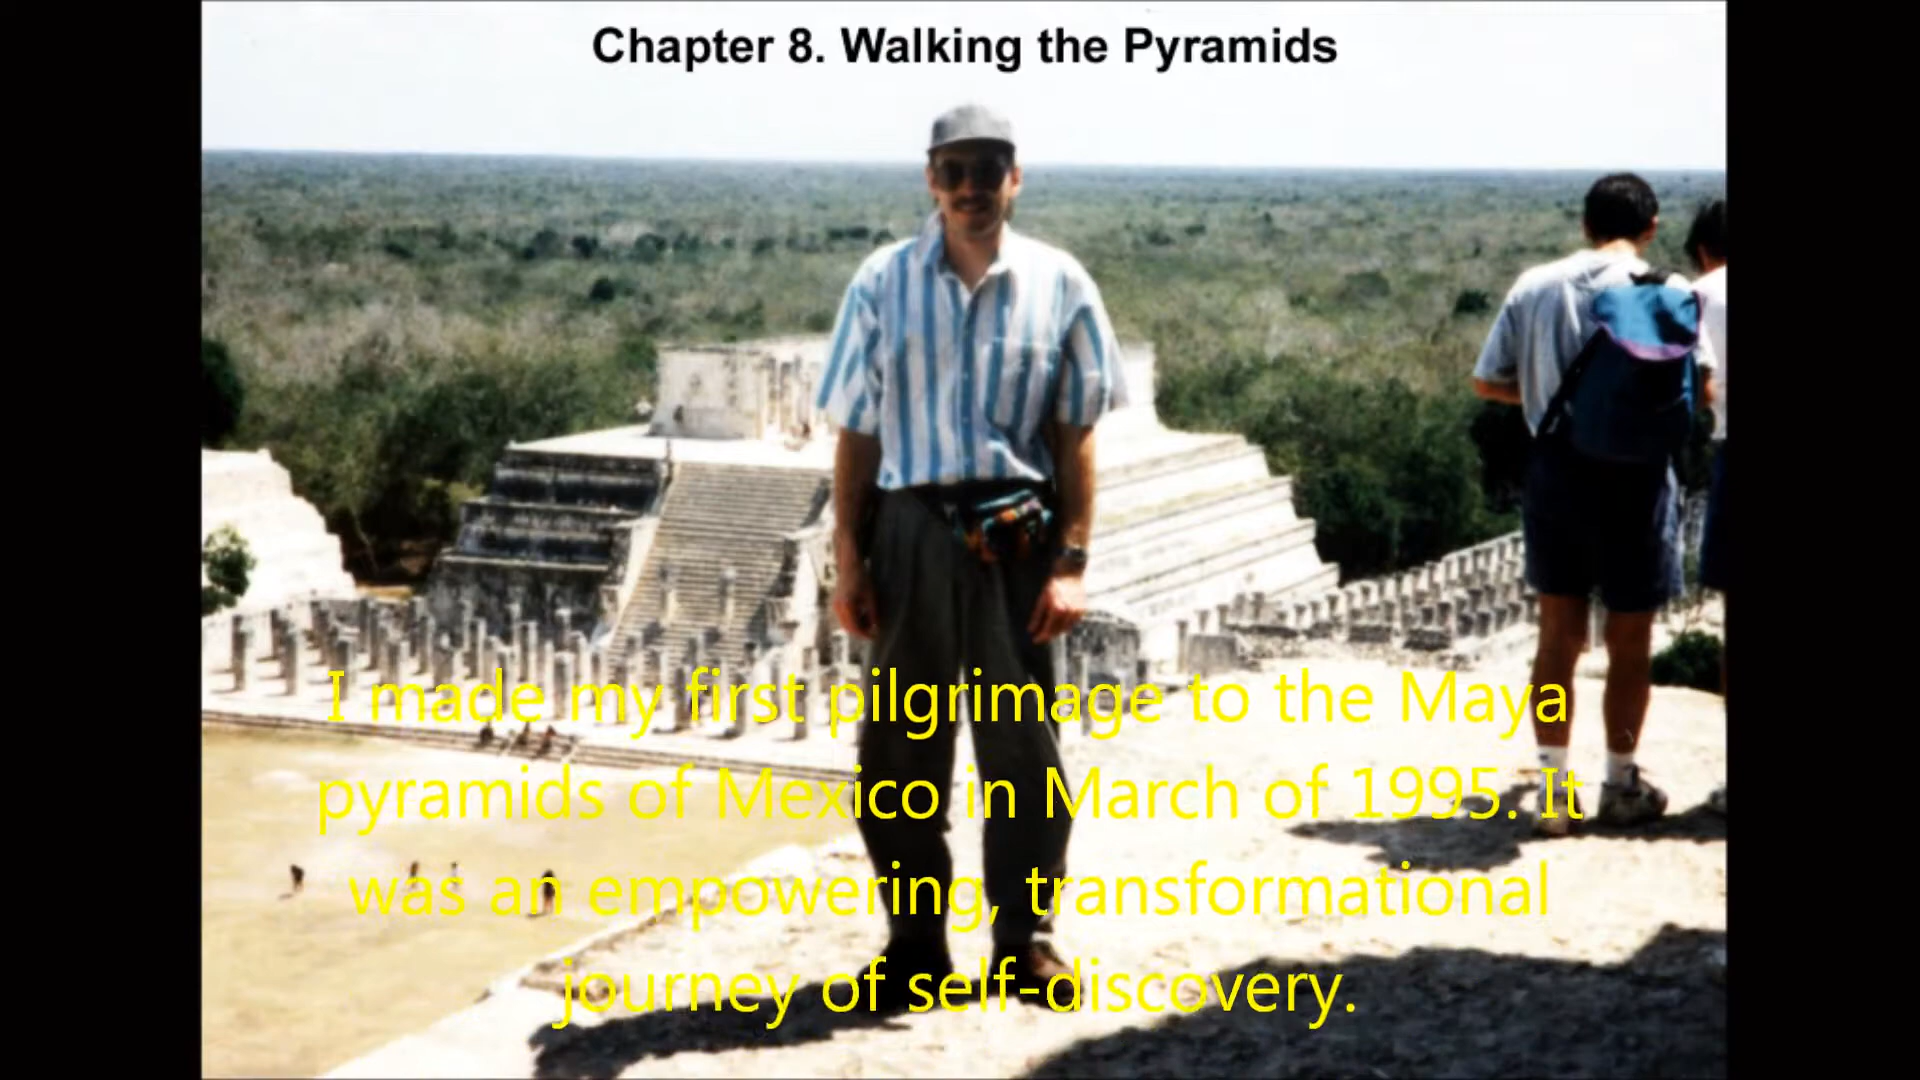 Chapter 8. Walking the Pyramids
I made my first pilgrimage to the Maya
pyramids of Mexico in March of 1995. It
was an empowering, transformational
journey of self-discovery.